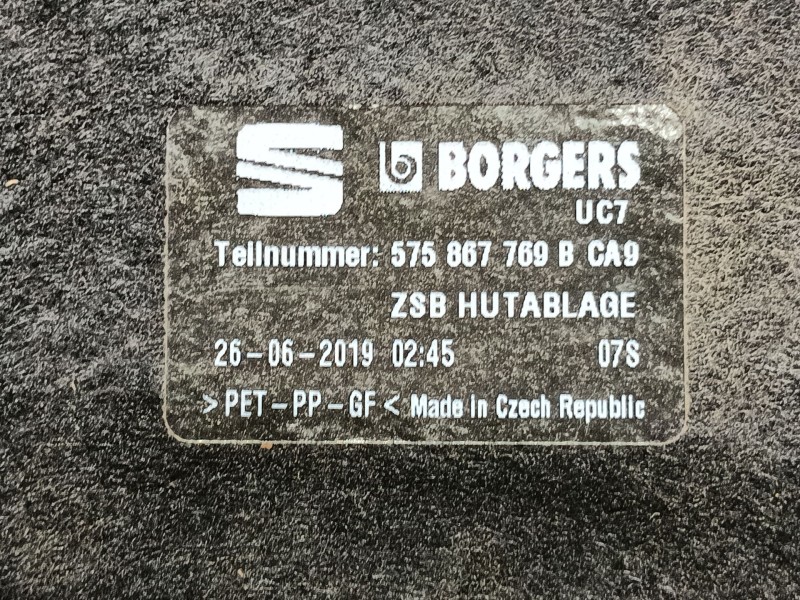 BORGERS
UC7
Teilnummer: 575 867 769 B CA9
ZSB HUTABLAGE
26-06-2019 02:45 07S
>PET-PP-GF< Made in Czech Republic